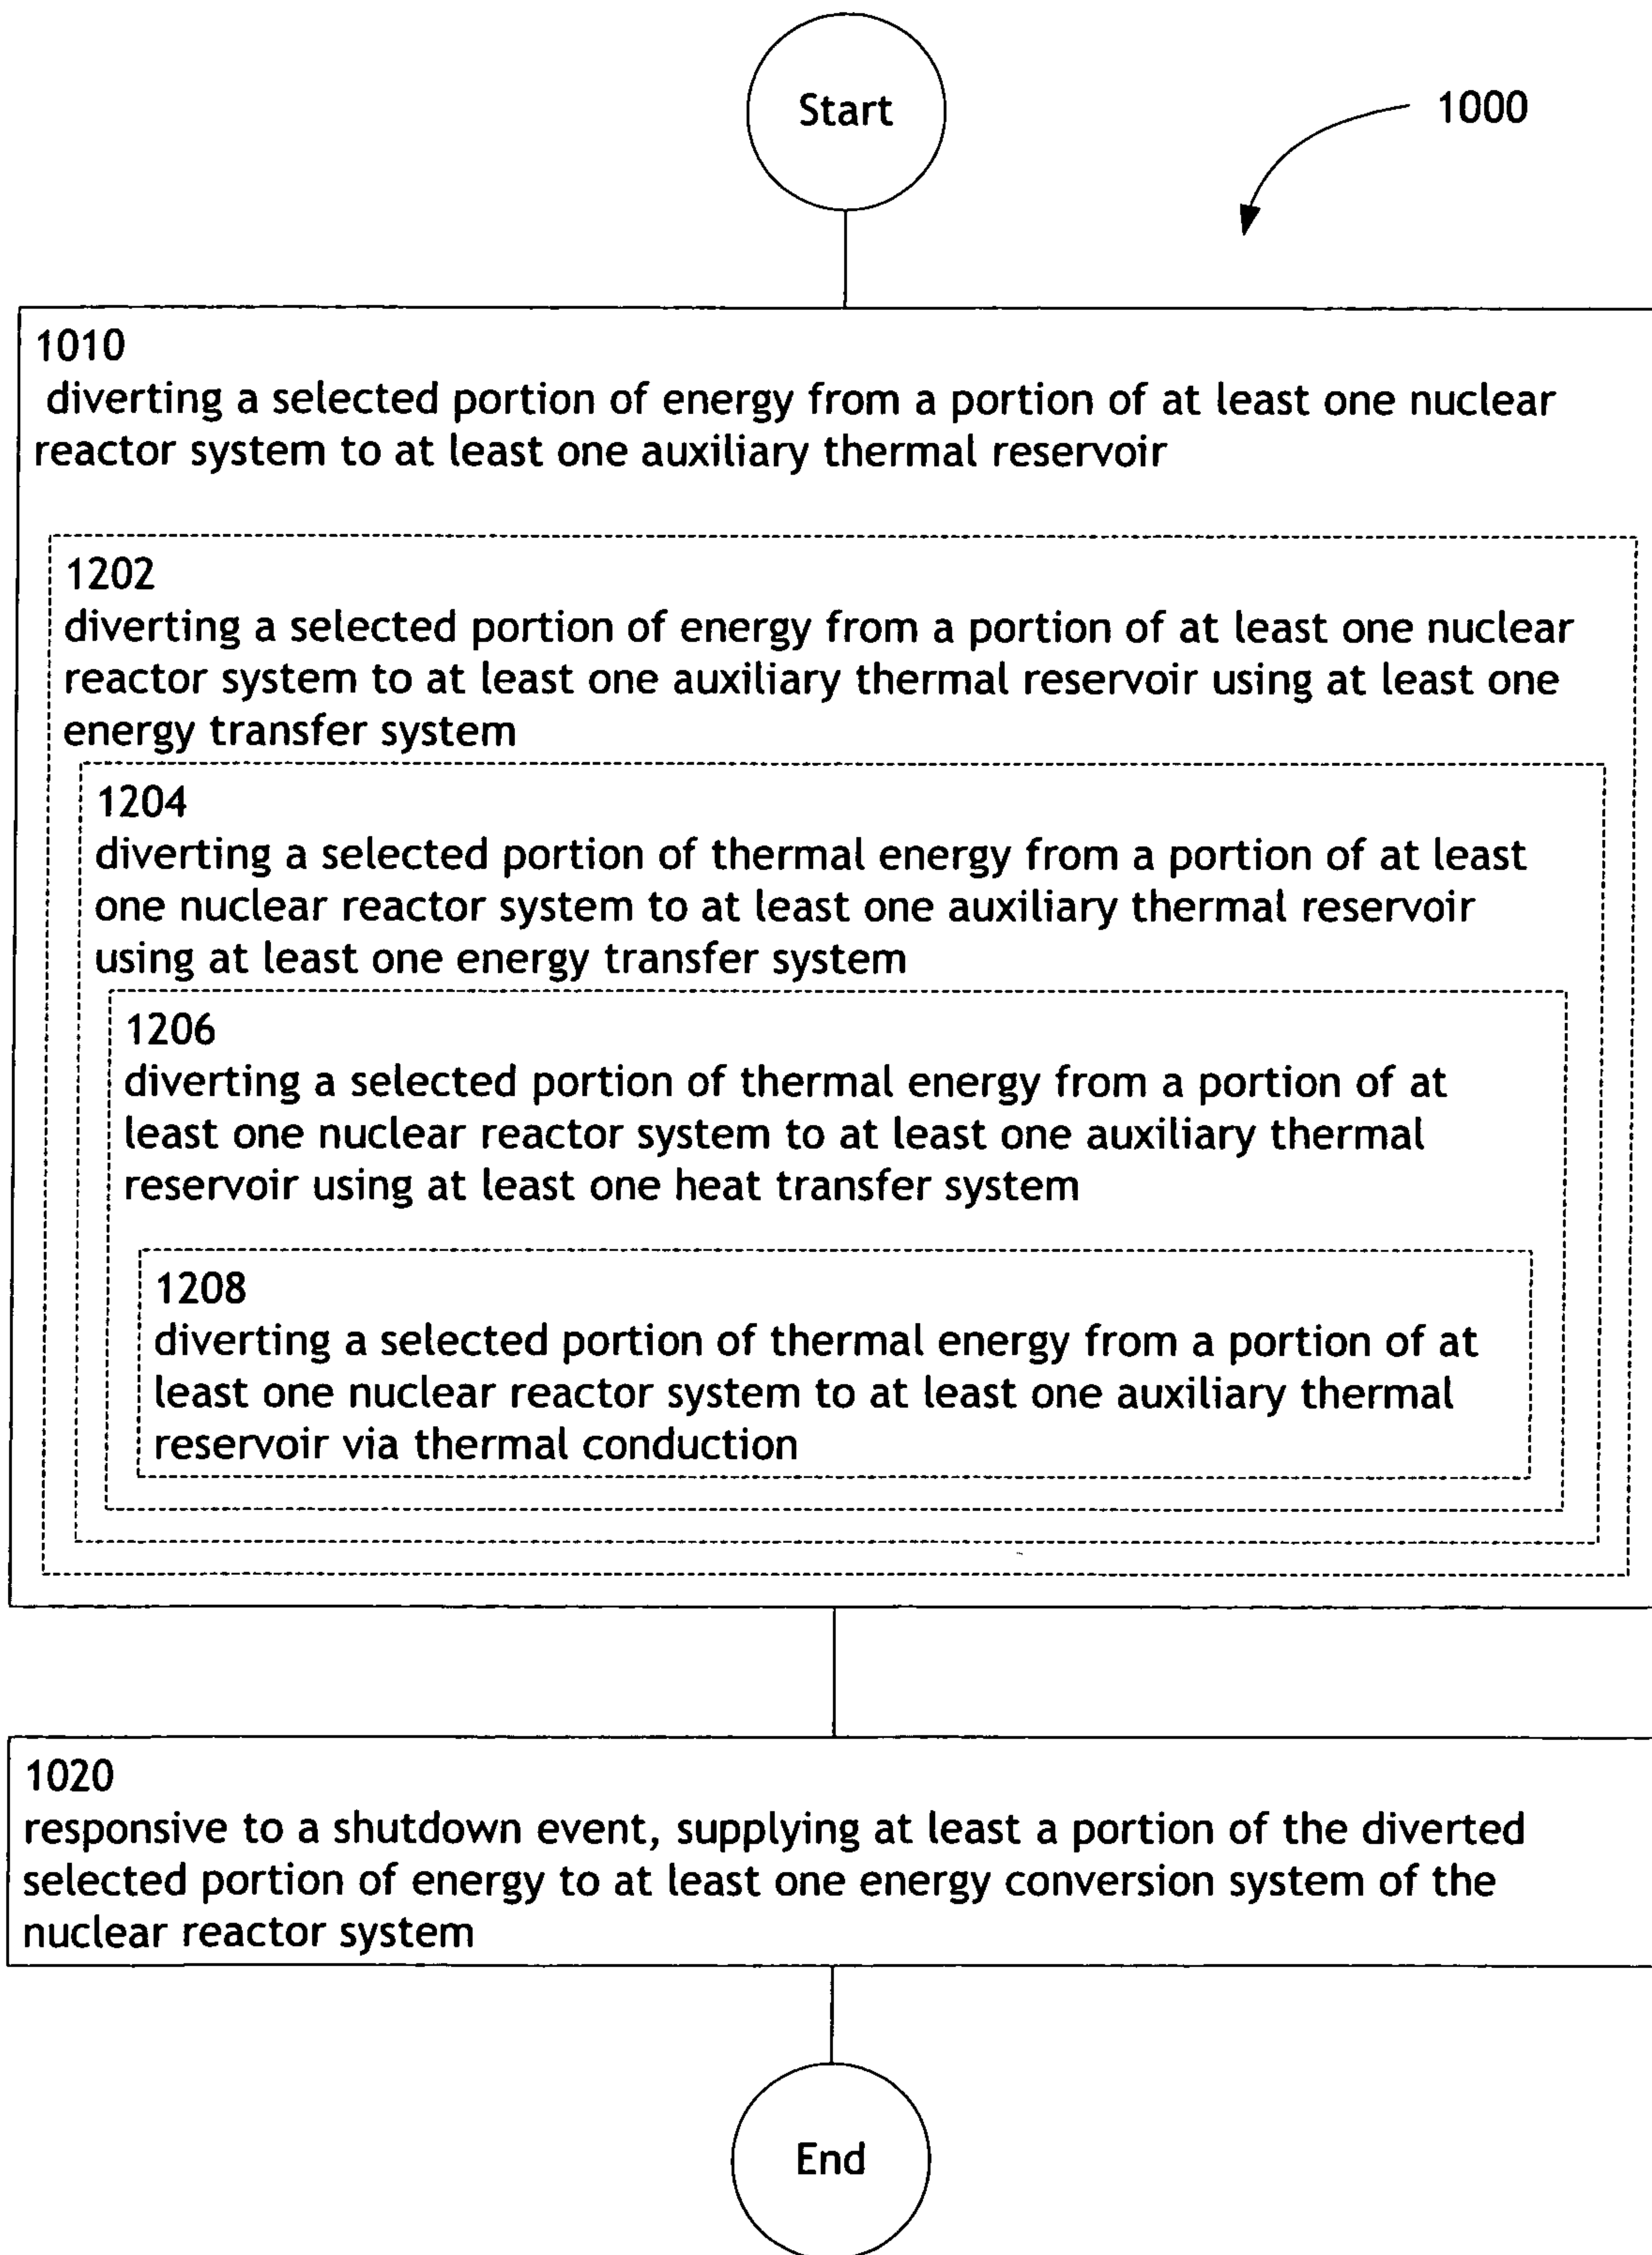 Start
1000
1010
diverting a selected portion of energy from a portion of at least one nuclear
reactor system to at least one auxiliary thermal reservoir
1202
diverting a selected portion of energy from a portion of at least one nuclear
reactor system to at least one auxiliary thermal reservoir using at least one
energy transfer system
1204
diverting a selected portion of thermal energy from a portion of at least
one nuclear reactor system to at least one auxiliary thermal reservoir
using at least one energy transfer system
1206
diverting a selected portion of thermal energy from a portion of at
least one nuclear reactor system to at least one auxiliary thermal
reservoir using at least one heat transfer system
1208
diverting a selected portion of thermal energy from a portion of at
least one nuclear reactor system to at least one auxiliary thermal
reservoir via thermal conduction
1020
responsive to a shutdown event, supplying at least a portion of the diverted
selected portion of energy to at least one energy conversion system of the
nuclear reactor system
End